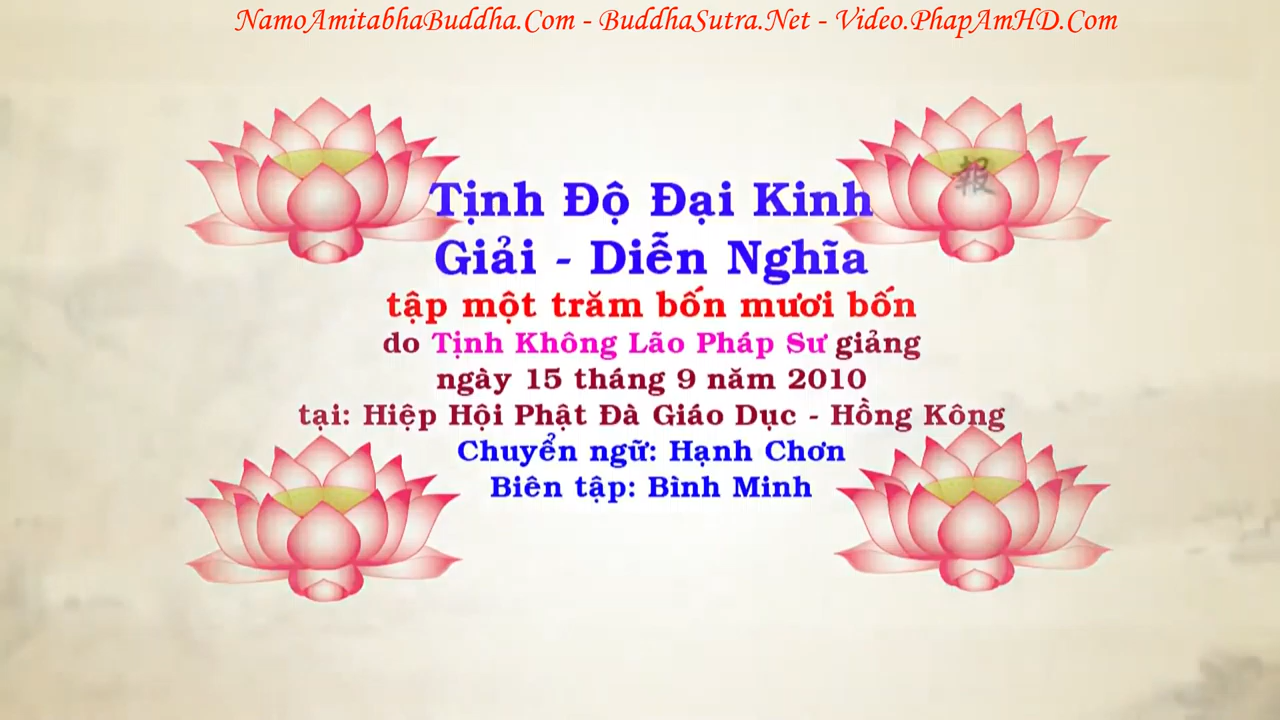 NamoAmitabhaBuddha.Com - BuddhaSutra.Net - Video.PhapAmHD.Com
報
Tịnh Độ Đại Kinh
Giải - Diễn Nghĩa
tập một trăm bốn mươi bốn
do Tịnh Không Lão Pháp Sư giảng
ngày 15 tháng 9 năm 2010
tại: Hiệp Hội Phật Đà Giáo Dục - Hồng Kông
Chuyển ngữ: Hạnh Chơn
Biên tập: Bình Minh